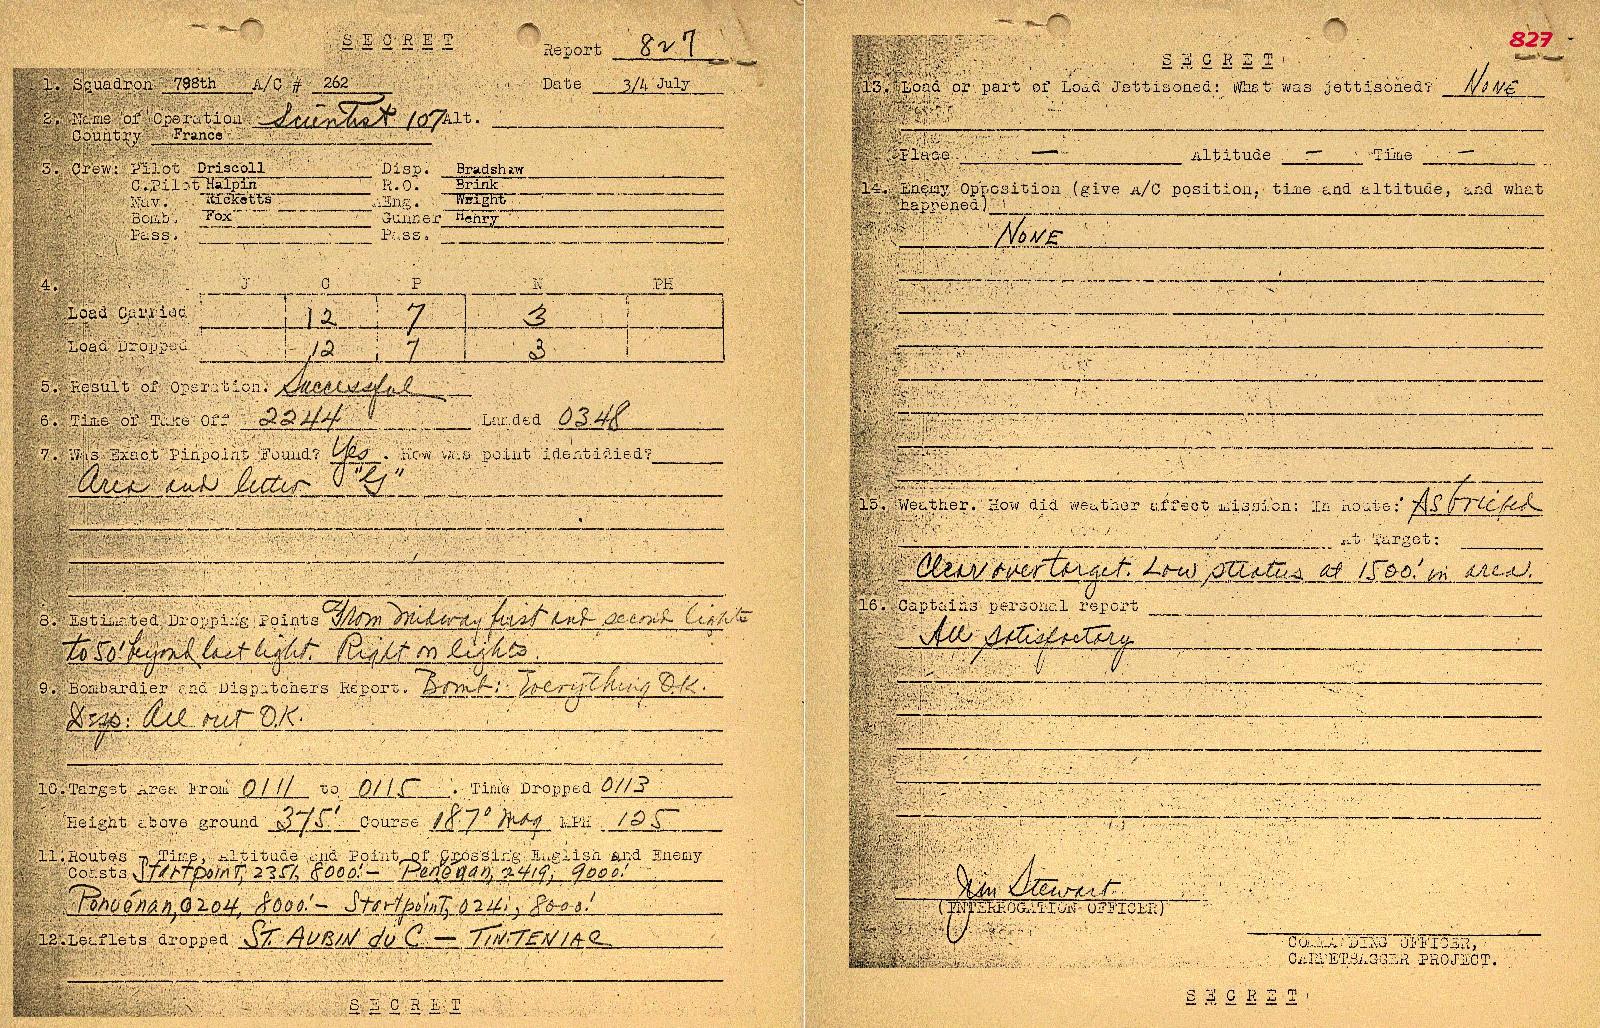 SECRET
Report 827
1. Squadron 788th A/C # 262 Date 3/4 July
2. Name of Operation Scientist 107 Alt.
Country France
3. Crew: Pilot Driscoll Disp. Bradshaw
C.Pilot Halpin R.O. Brink
Nav. Ricketts Eng. Wright
Bomb. Fox Gunner Henry
Pass. Pass.
4. J C P N PH
Load Carried 12 7 3
Load Dropped 12 7 3
5. Result of Operation. Successful
6. Time of Take Off 2244 Landed 0348
7. Was Exact Pinpoint Found? Yes. How was point identidied?
Area and letter "G"
8. Estimated Dropping Points From midway first and second lights
to 50' beyond last light. Right on lights.
9. Bombardier and Dispatchers Report. Bomb: Everything O.K.
Disp: All out O.K.
10. Target Area From 0111 to 0115. Time Dropped 0113
Height above ground 375' Course 187° Mag MPH 125
11. Routes - Time, Altitude and Point of Crossing English and Enemy
Coasts Startpoint, 2351, 8000'- 2419, 9000'
0204, 8000'- Startpoint, 0241, 8000'
12. Leaflets dropped ST. AUBIN du C — TINTENIAC
SECRET
827
SECRET
13. Load or part of Load Jettisoned: What was jettisoned? NONE
Place — Altitude — Time —
14. Enemy Opposition (give A/C position, time and altitude, and what
happened)
NONE
15. Weather. How did weather affect mission: In Route: As briefed
At Target:
Clear over target. Low stratus at 1500' in area.
16. Captains personal report
All satisfactory
Jim Stewart
(INTERROGATION OFFICER)
COMMANDING OFFICER,
CARPETBAGGER PROJECT.
SECRET